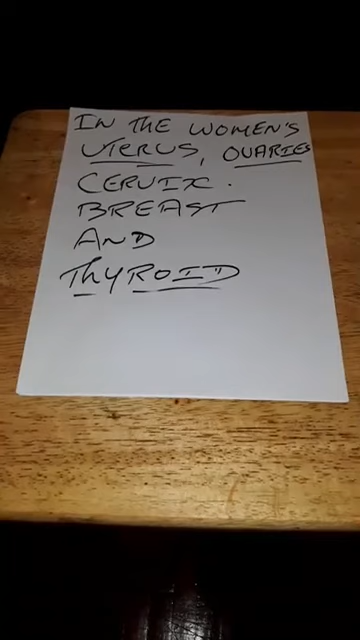 IN THE WOMEN'S
UTERUS, OVARIES
CERVIX.
BREAST
AND
THYROID